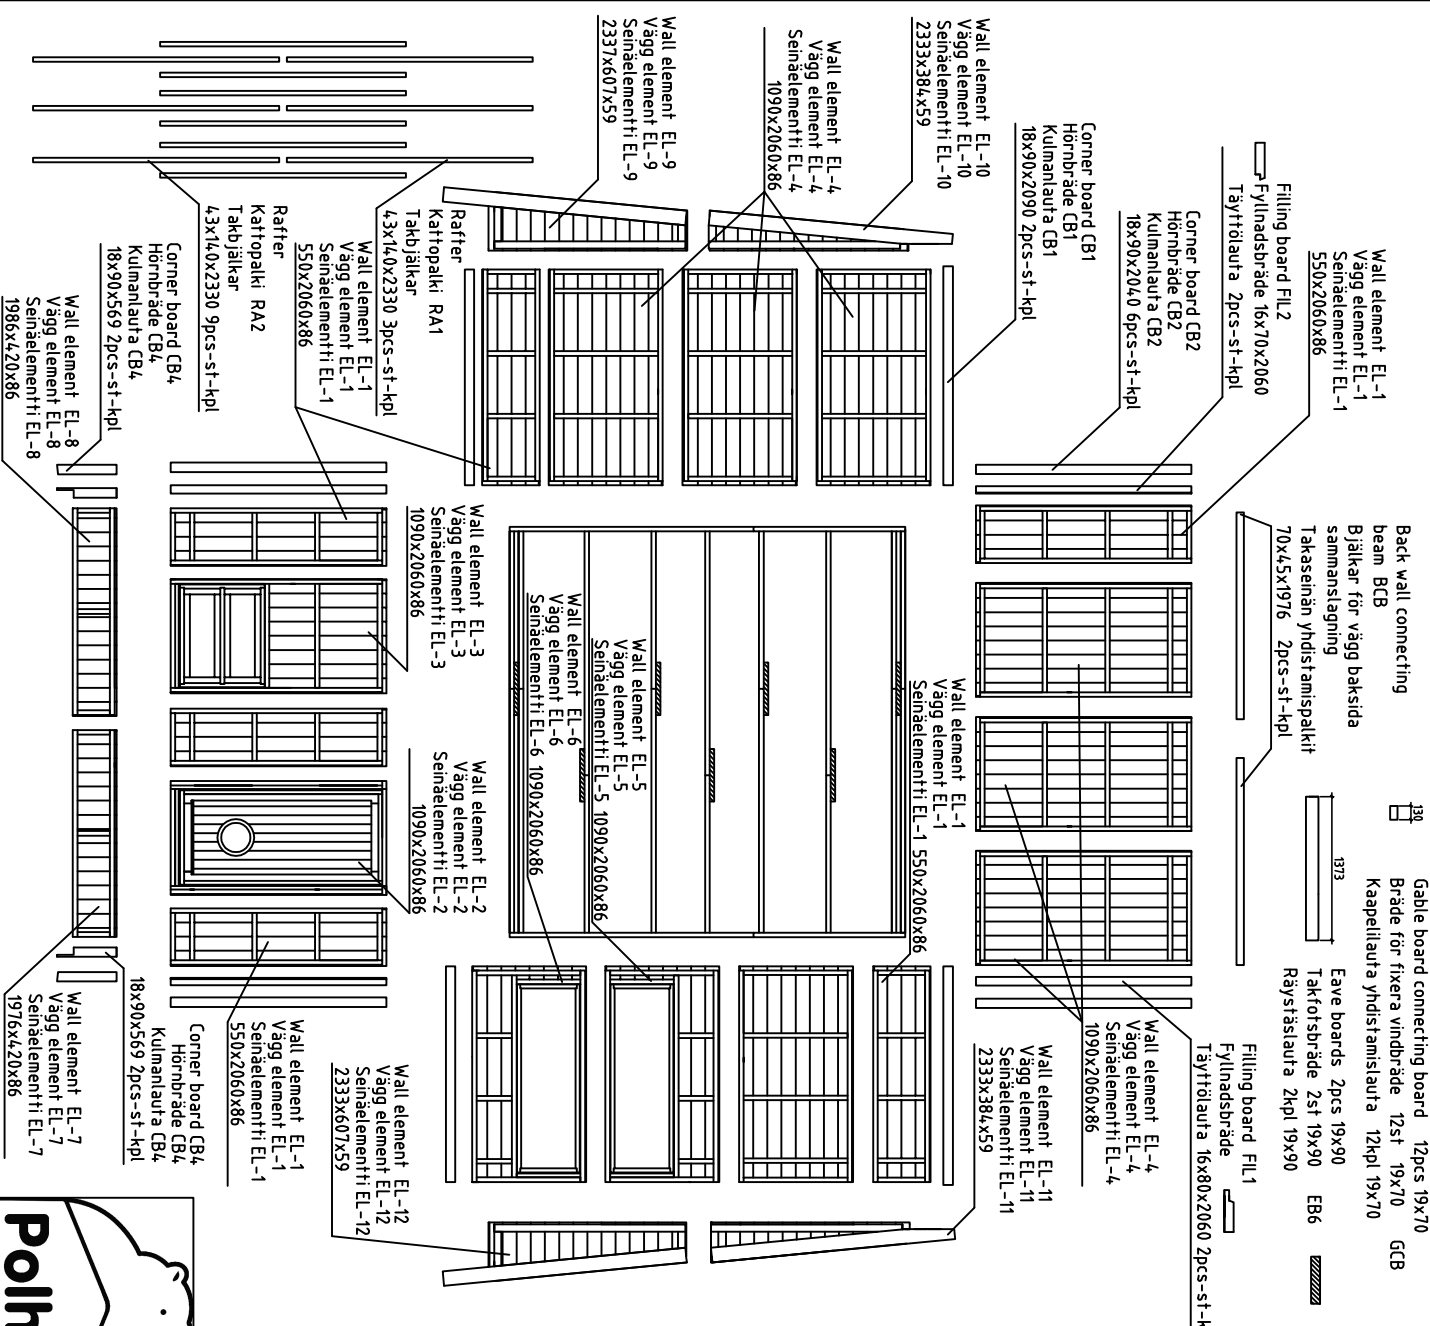 Wall element  EL-9
Vägg element EL-9
Seinäelementti EL-9
2337x607x59
Wall element  EL-4
Vägg element EL-4
Seinäelementti EL-4
1090x2060x86
Wall element  EL-10
Vägg element EL-10
Seinäelementti EL-10
2333x384x59
Corner board CB1
Hörnbräde CB1
Kulmanlauta CB1
18x90x2090 2pcs-st-kpl
Filling board FIL2
Fyllnadsbräde 16x70x2060
Täyttölauta  2pcs-st-kpl
Corner board CB2
Hörnbräde CB2
Kulmanlauta CB2
18x90x2040 6pcs-st-kpl
Wall element  EL-1
Vägg element EL-1
Seinäelementti EL-1
550x2060x86
Rafter
Kattopalki  RA1
Takbjälkar
43x140x2330 3pcs-st-kpl
Wall element  EL-1
Vägg element EL-1
Seinäelementti EL-1
550x2060x86
Rafter
Kattopalki  RA2
Takbjälkar
43x140x2330 9pcs-st-kpl
Corner board CB4
Hörnbräde CB4
Kulmanlauta CB4
18x90x569 2pcs-st-kpl
Wall element  EL-8
Vägg element EL-8
Seinäelementti EL-8
1986x420x86
Back wall connecting
beam  BCB
Bjälkar för vägg baksida
sammanslagning
Takaseinän yhdistamispalkit
70x45x1976   2pcs-st-kpl
Wall element  EL-3
Vägg element EL-3
Seinäelementti EL-3
1090x2060x86
Wall element  EL-6
Vägg element EL-6
Seinäelementti EL-6 1090x2060x86
Wall element  EL-5
Vägg element EL-5
Seinäelementti EL-5 1090x2060x86
Wall element  EL-1
Vägg element EL-1
Seinäelementti EL-1  550x2060x86
Wall element  EL-2
Vägg element EL-2
Seinäelementti EL-2
1090x2060x86
130
1373
Gable board connecting board   12pcs 19x70
Bräde för fixera vindbräde   12st  19x70    GCB
Kaapelilauta yhdistamislauta  12kpl 19x70
Eave boards  2pcs 19x90
Takfotsbräde  2st 19x90    EB6
Räystäslauta  2kpl 19x90
Filling board  FIL1
Fyllnadsbräde
Täyttölauta 16x80x2060 2pcs-st-k
Wall element  EL-4
Vägg element EL-4
Seinäelementti EL-4
1090x2060x86
Wall element  EL-11
Vägg element EL-11
Seinäelementti EL-11
2333x384x59
Wall element  EL-12
Vägg element EL-12
Seinäelementti EL-12
2333x607x59
Wall element  EL-1
Vägg element EL-1
Seinäelementti EL-1
550x2060x86
Corner board CB4
Hörnbräde CB4
Kulmanlauta CB4
18x90x569 2pcs-st-kpl
Wall element  EL-7
Vägg element EL-7
Seinäelementti EL-7
1976x420x86
Polh